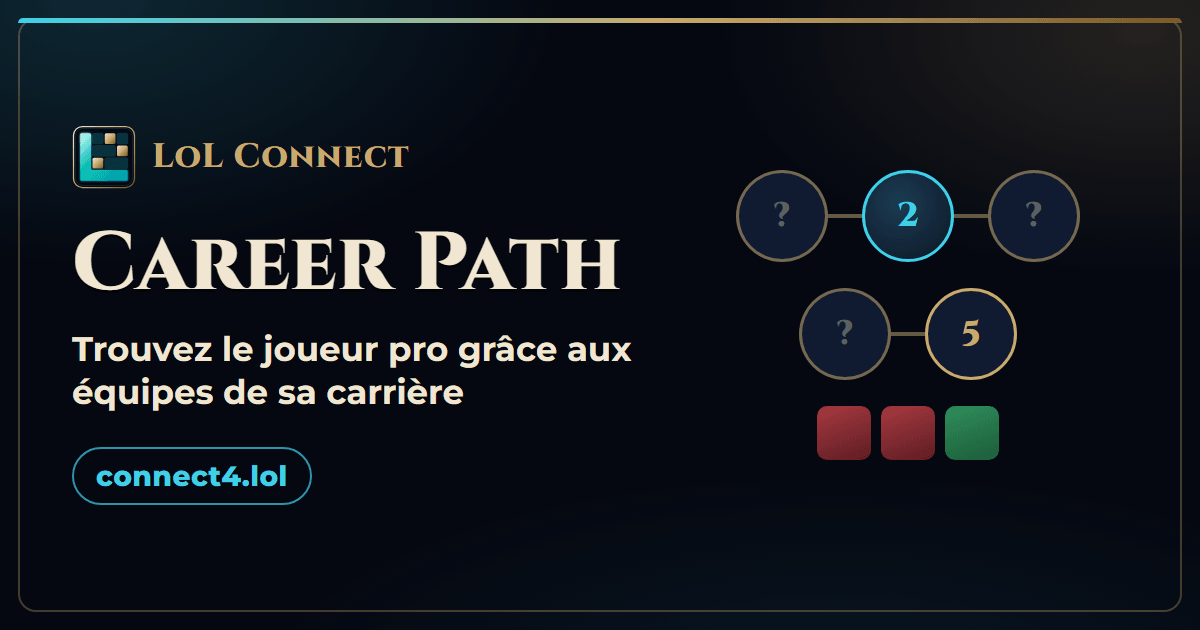 LoL Connect
Career Path
Trouvez le joueur pro grâce aux
équipes de sa carrière
connect4.lol
? 2 ?
? 5